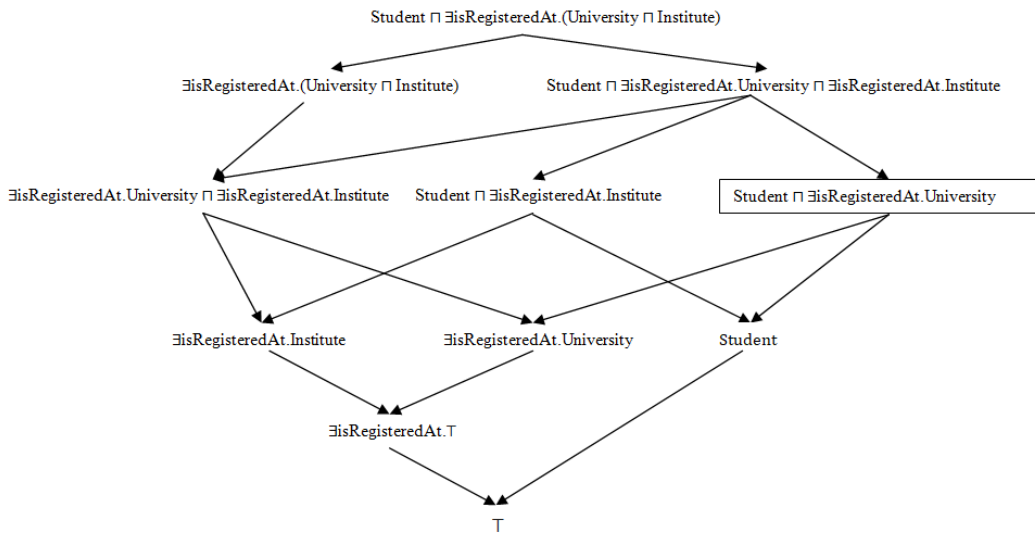 Student ⊓ ∃isRegisteredAt.(University ⊓ Institute)
∃isRegisteredAt.(University ⊓ Institute)
Student ⊓ ∃isRegisteredAt.University ⊓ ∃isRegisteredAt.Institute
∃isRegisteredAt.University ⊓ ∃isRegisteredAt.Institute
Student ⊓ ∃isRegisteredAt.Institute
Student ⊓ ∃isRegisteredAt.University
∃isRegisteredAt.Institute
∃isRegisteredAt.University
Student
∃isRegisteredAt.⊤
⊤